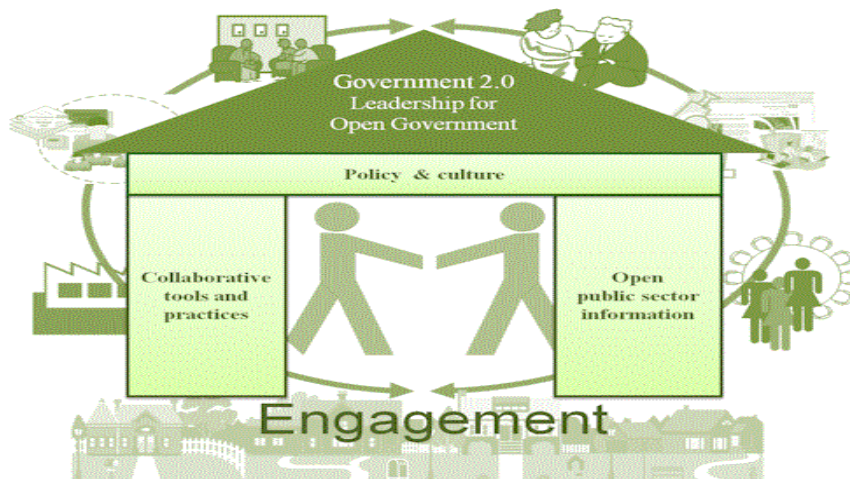 Government 2.0
Leadership for
Open Government
Policy & culture
Collaborative
tools and
practices
Open
public sector
information
Engagement